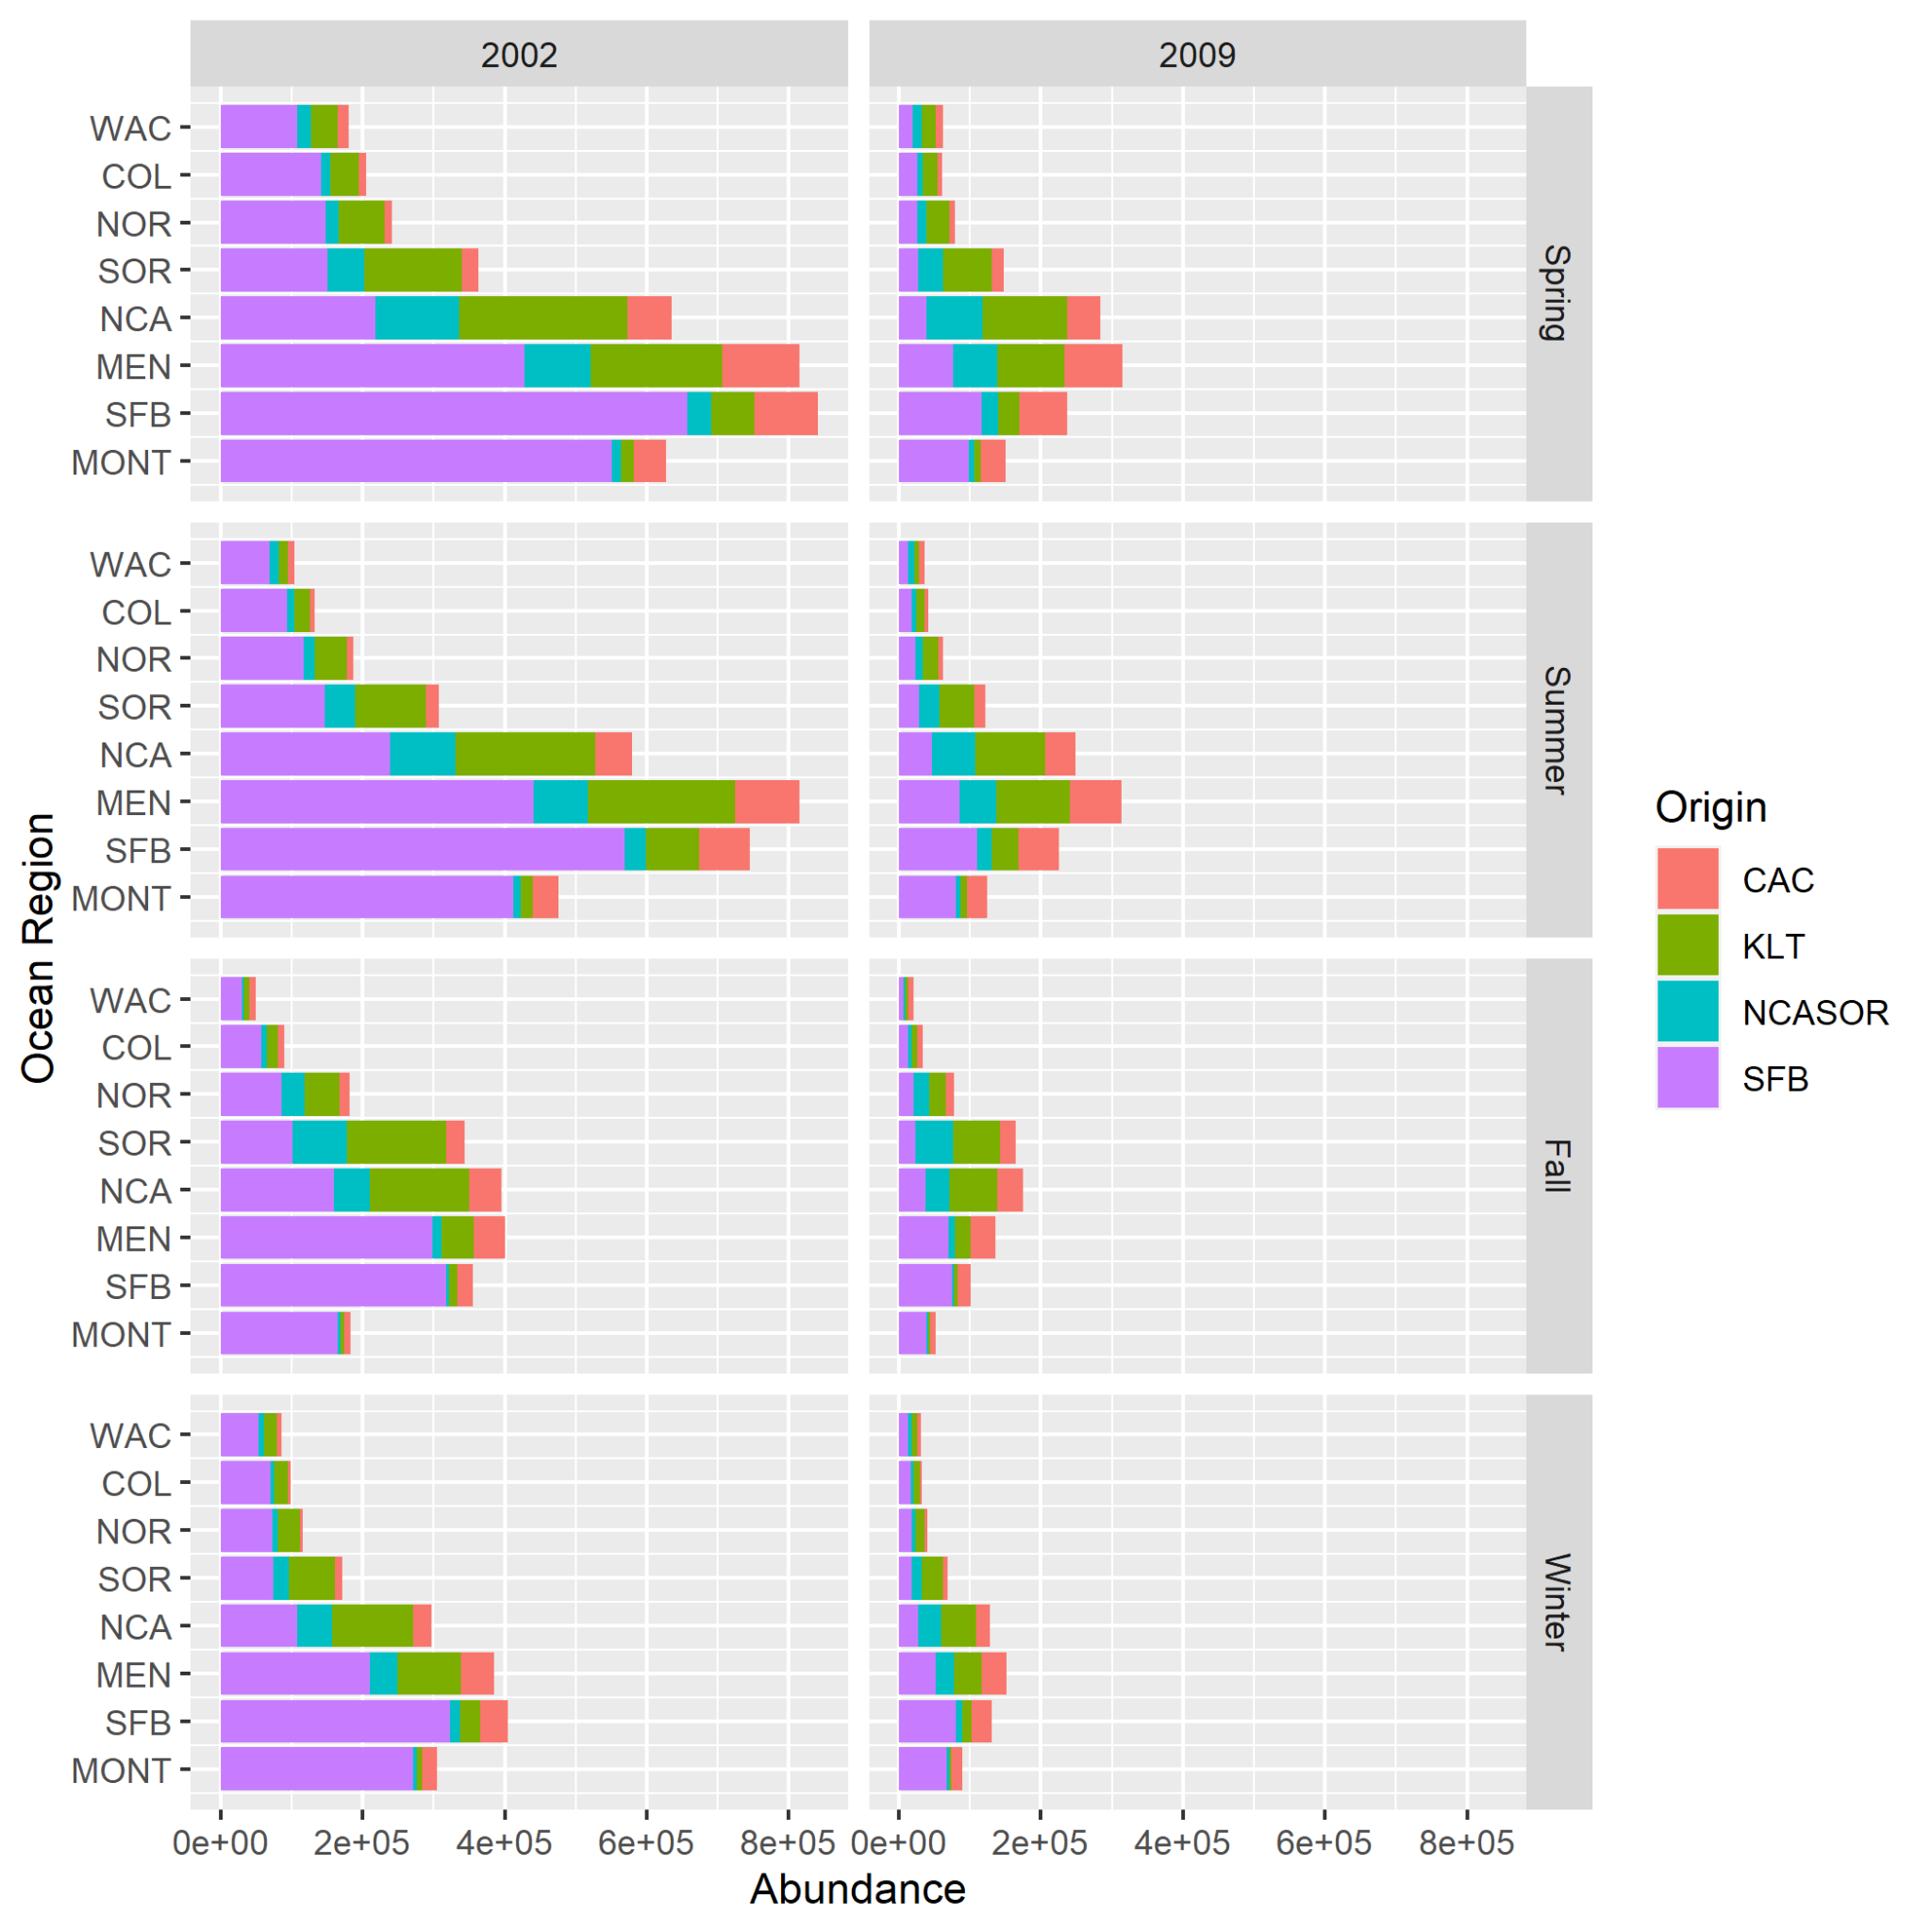 2002
2009
WAC
COL
NOR
SOR
NCA
MEN
SFB
MONT
Spring
WAC
COL
NOR
SOR
NCA
MEN
SFB
MONT
Summer
WAC
COL
NOR
SOR
NCA
MEN
SFB
MONT
Fall
WAC
COL
NOR
SOR
NCA
MEN
SFB
MONT
Winter
0e+00 2e+05 4e+05 6e+05 8e+05
0e+00 2e+05 4e+05 6e+05 8e+05
Abundance
Ocean Region
Origin
CAC
KLT
NCASOR
SFB